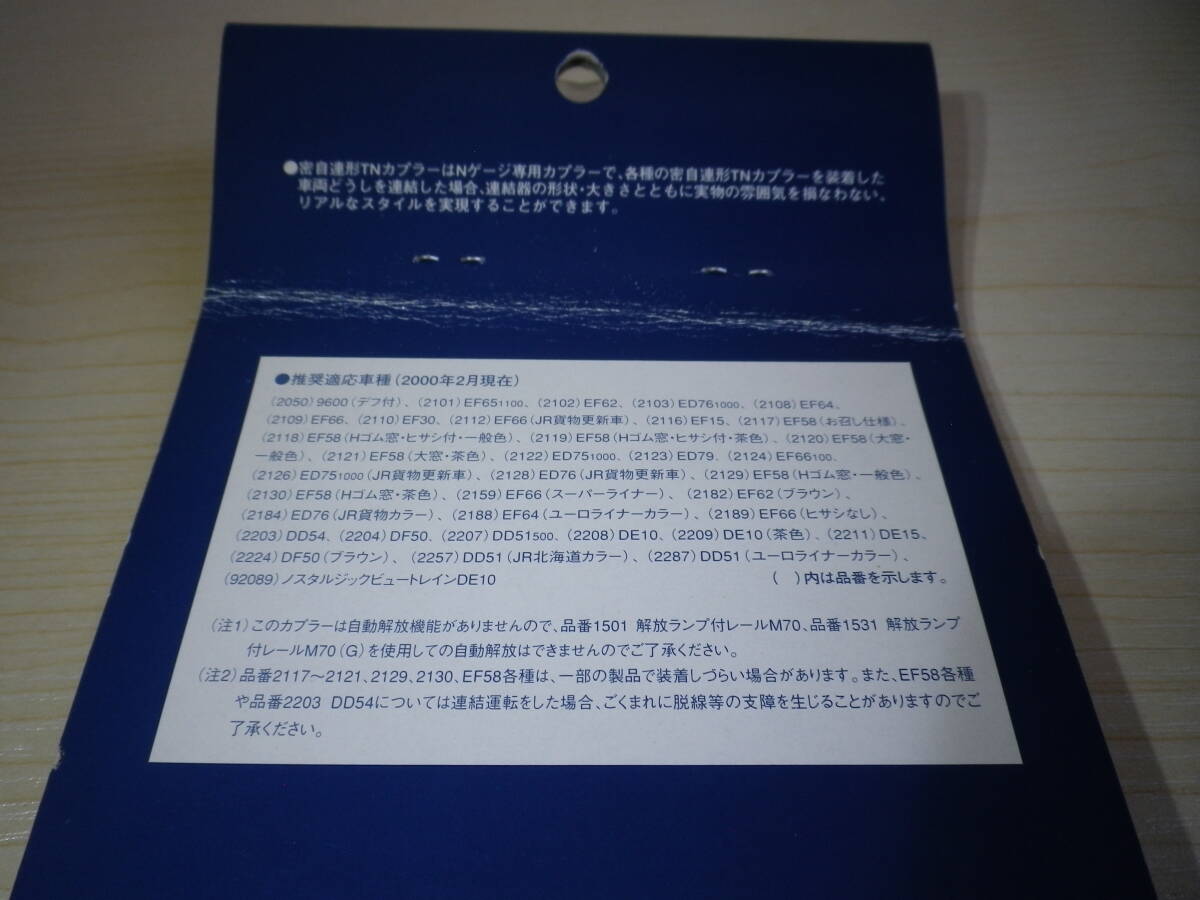 ●密自連形TNカプラーはNゲージ専用カプラーで、各種の密自連形TNカプラーを装着した
車両どうしを連結した場合、連結器の形状・大きさとともに実物の雰囲気を損なわない。
リアルなスタイルを実現することができます。
●推奨適応車種(2000年2月現在)
(2050)9600(デフ付)、(2101)EF651100、(2102)EF62、(2103)ED761000、(2108)EF64、
(2109)EF66、(2110)EF30、(2112)EF66(JR貨物更新車)、(2116)EF15、(2117)EF58(お召し仕様)、
(2118)EF58(Hゴム窓・ヒサシ付・一般色)、(2119)EF58(Hゴム窓・ヒサシ付・茶色)、(2120)EF58(大窓・
一般色)、(2121)EF58(大窓・茶色)、(2122)ED751000、(2123)ED79、(2124)EF66100、
(2126)ED751000(JR貨物更新車)、(2128)ED76(JR貨物更新車)、(2129)EF58(Hゴム窓・一般色)、
(2130)EF58(Hゴム窓・茶色)、(2159)EF66(スーパーライナー)、(2182)EF62(ブラウン)、
(2184)ED76(JR貨物カラー)、(2188)EF64(ユーロライナーカラー)、(2189)EF66(ヒサシなし)、
(2203)DD54、(2204)DF50、(2207)DD51500、(2208)DE10、(2209)DE10(茶色)、(2211)DE15、
(2224)DF50(ブラウン)、(2257)DD51(JR北海道カラー)、(2287)DD51(ユーロライナーカラー)、
(92089)ノスタルジックビュートレインDE10 ( )内は品番を示します。
(注1)このカプラーは自動解放機能がありませんので、品番1501 解放ランプ付レールM70、品番1531 解放ランプ
付レールM70(G)を使用しての自動解放はできませんのでご了承ください。
(注2)品番2117〜2121、2129、2130、EF58各種は、一部の製品で装着しづらい場合があります。また、EF58各種
や品番2203 DD54については連結運転をした場合、ごくまれに脱線等の支障を生じることがありますのでご
了承ください。